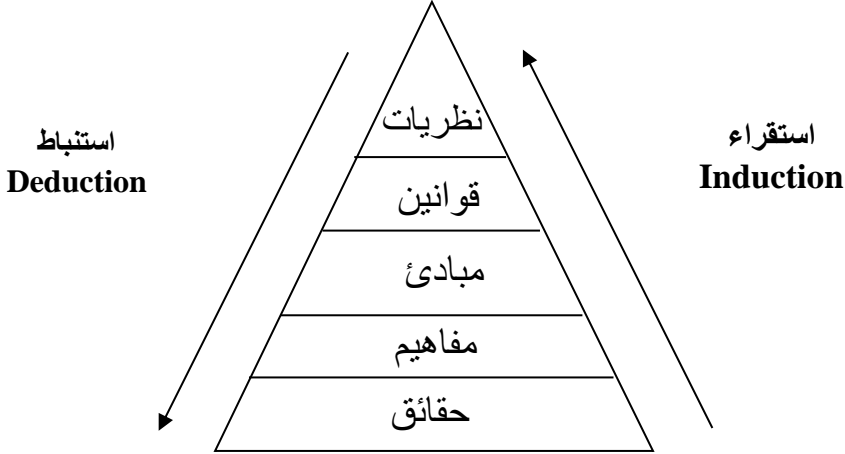 نظريات
استقراء
Induction
استنباط
Deduction
قوانين
مبادئ
مفاهيم
حقائق